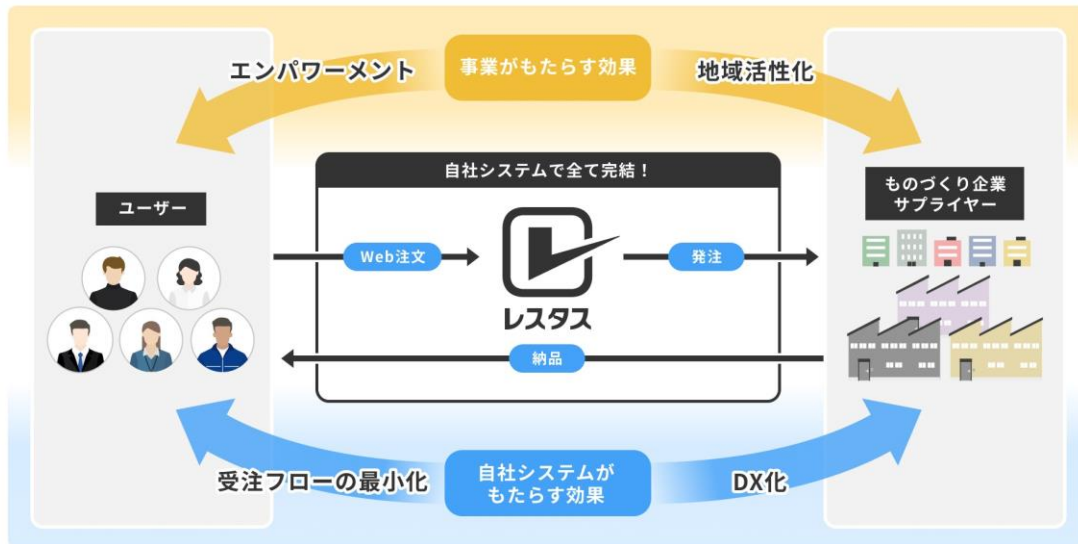 エンパワーメント
事業がもたらす効果
地域活性化
自社システムで全て完結！
ユーザー
ものづくり企業
サプライヤー
Web注文
発注
レスタス
納品
受注フローの最小化
自社システムが
もたらす効果
DX化